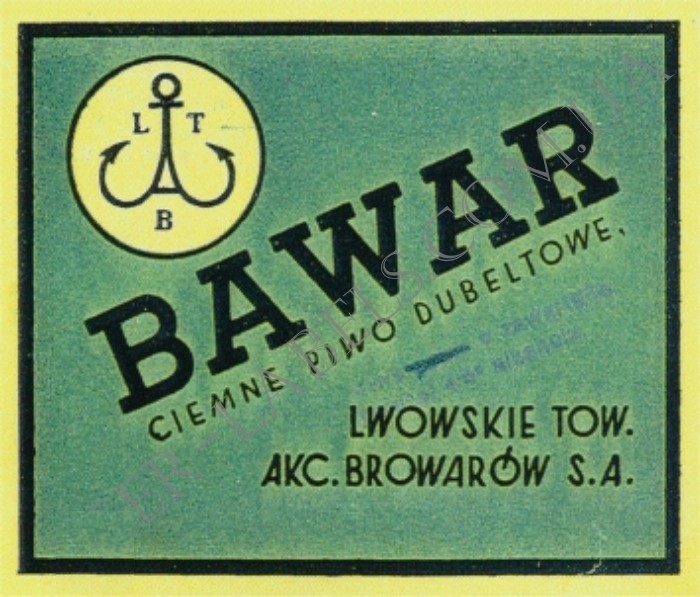 L T
B
BAWAR
CIEMNE PIWO DUBELTOWE.
LWOWSKIE TOW.
AKC. BROWARÓW S.A.